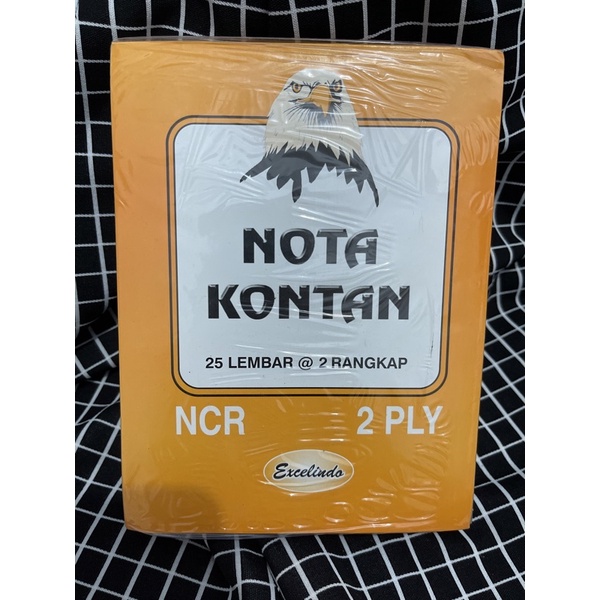 NOTA
KONTAN
25 LEMBAR @ 2 RANGKAP
NCR 2 PLY
Excelindo